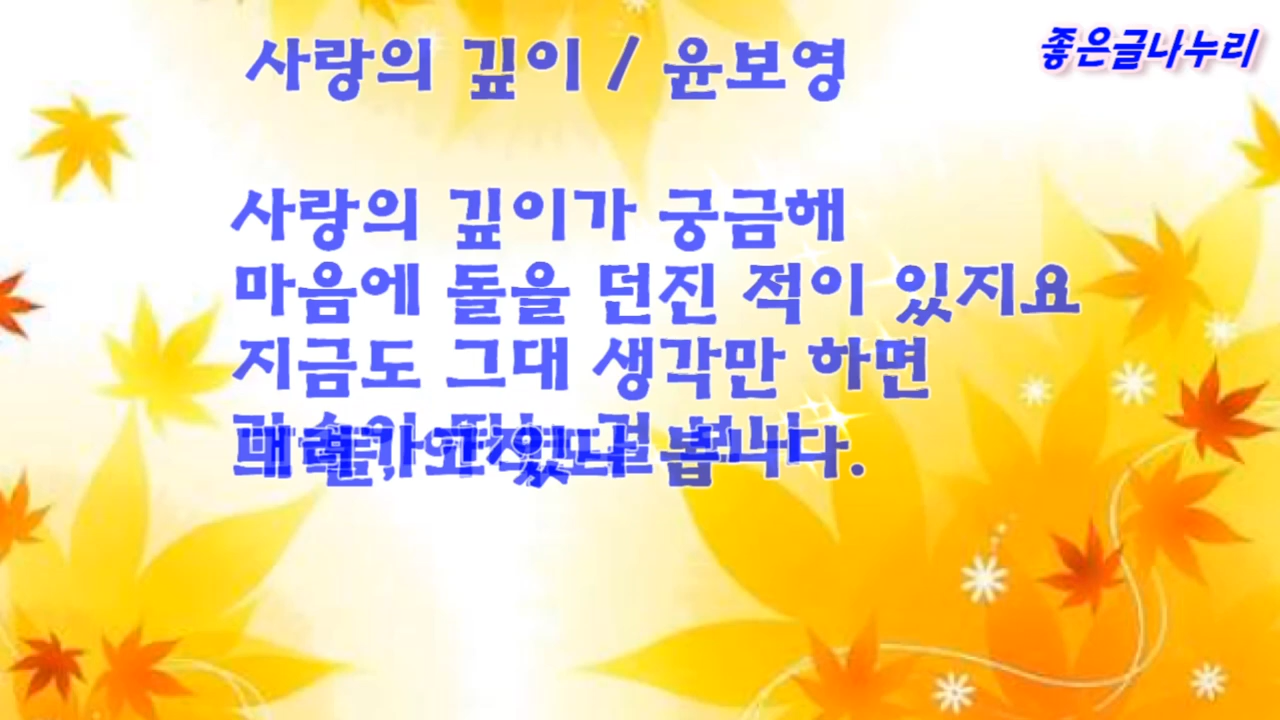 사랑의 깊이 / 윤보영
좋은글나누리
사랑의 깊이가 궁금해
마음에 돌을 던진 적이 있지요
지금도 그대 생각만 하면